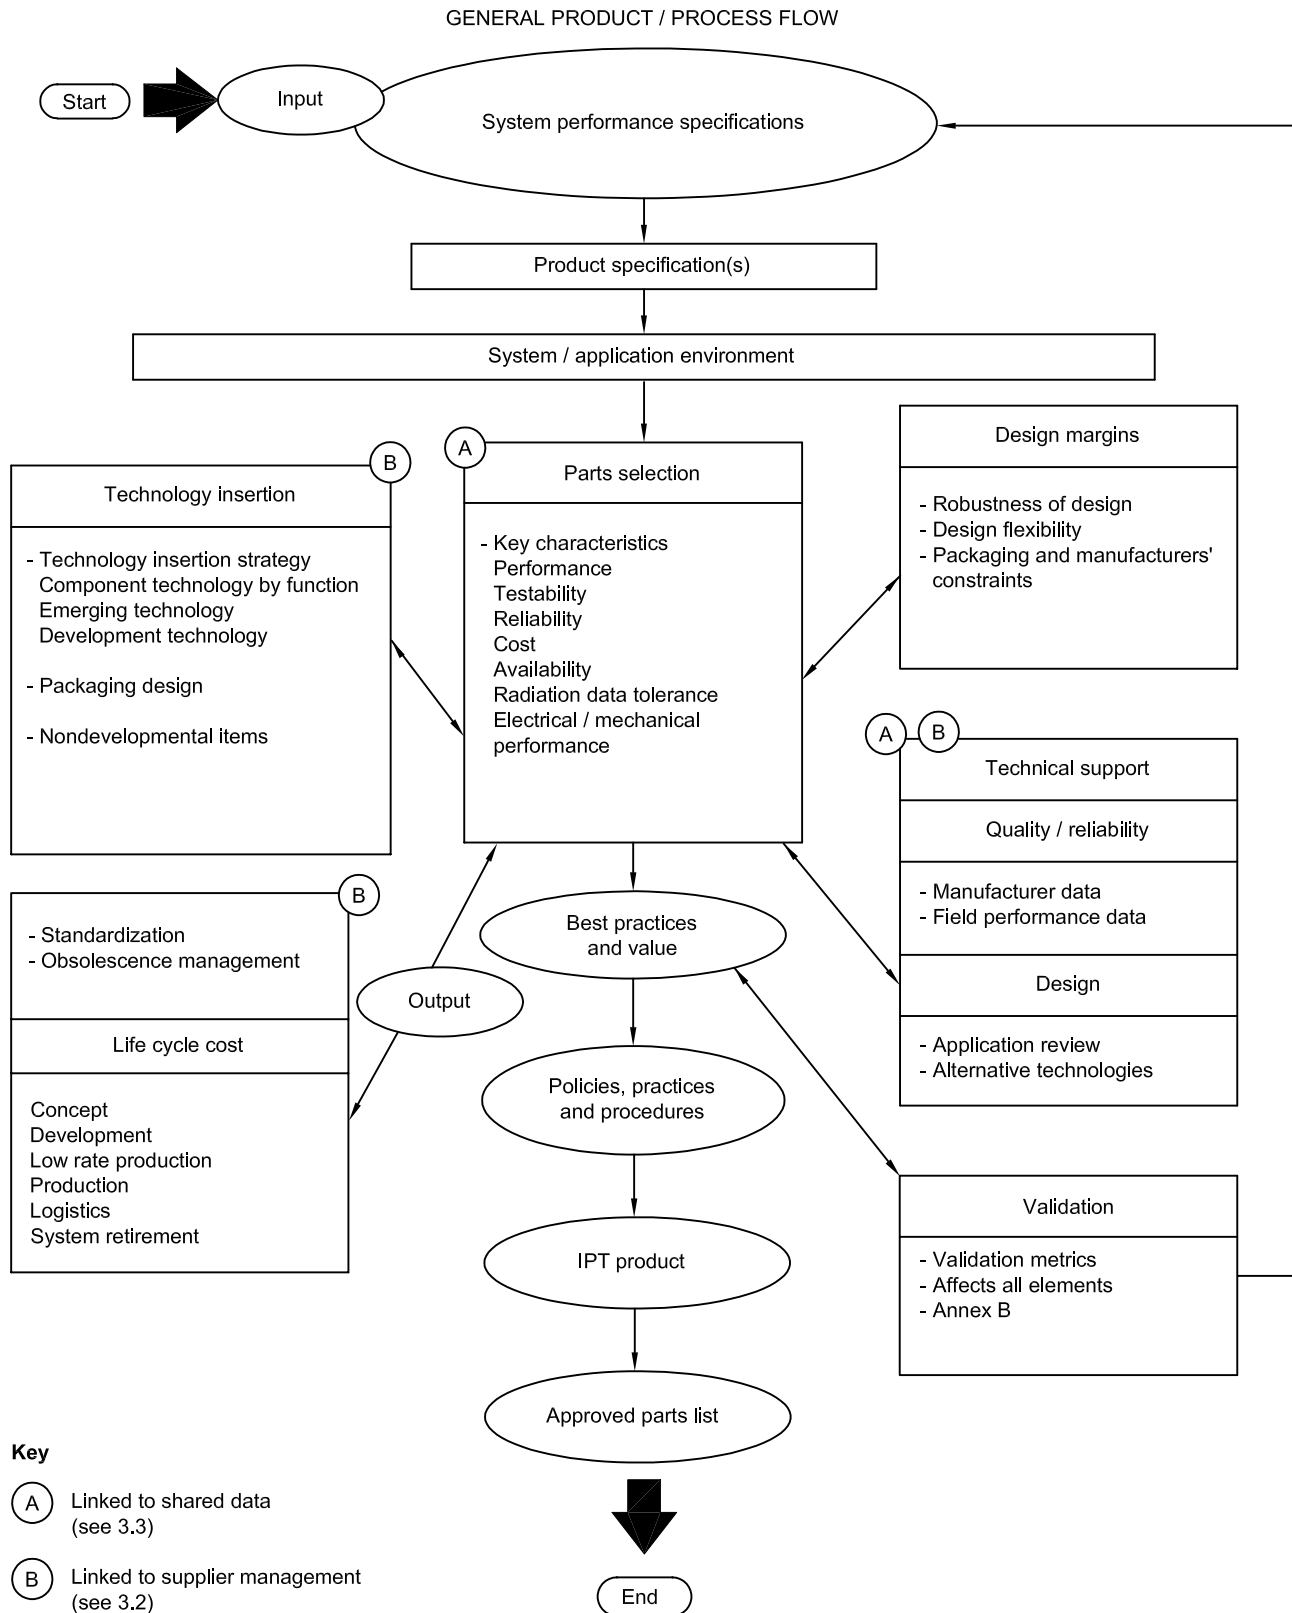 GENERAL PRODUCT / PROCESS FLOW
Start
Input
System performance specifications
Product specification(s)
System / application environment
B
Technology insertion
- Technology insertion strategy
Component technology by function
Emerging technology
Development technology
- Packaging design
- Nondevelopmental items
A
Parts selection
- Key characteristics
Performance
Testability
Reliability
Cost
Availability
Radiation data tolerance
Electrical / mechanical
performance
Design margins
- Robustness of design
- Design flexibility
- Packaging and manufacturers'
constraints
A
B
Technical support
Quality / reliability
- Manufacturer data
- Field performance data
Design
- Application review
- Alternative technologies
B
- Standardization
- Obsolescence management
Life cycle cost
Concept
Development
Low rate production
Production
Logistics
System retirement
Output
Best practices
and value
Policies, practices
and procedures
IPT product
Approved parts list
Validation
- Validation metrics
- Affects all elements
- Annex B
End
Key
A Linked to shared data
(see 3.3)
B Linked to supplier management
(see 3.2)